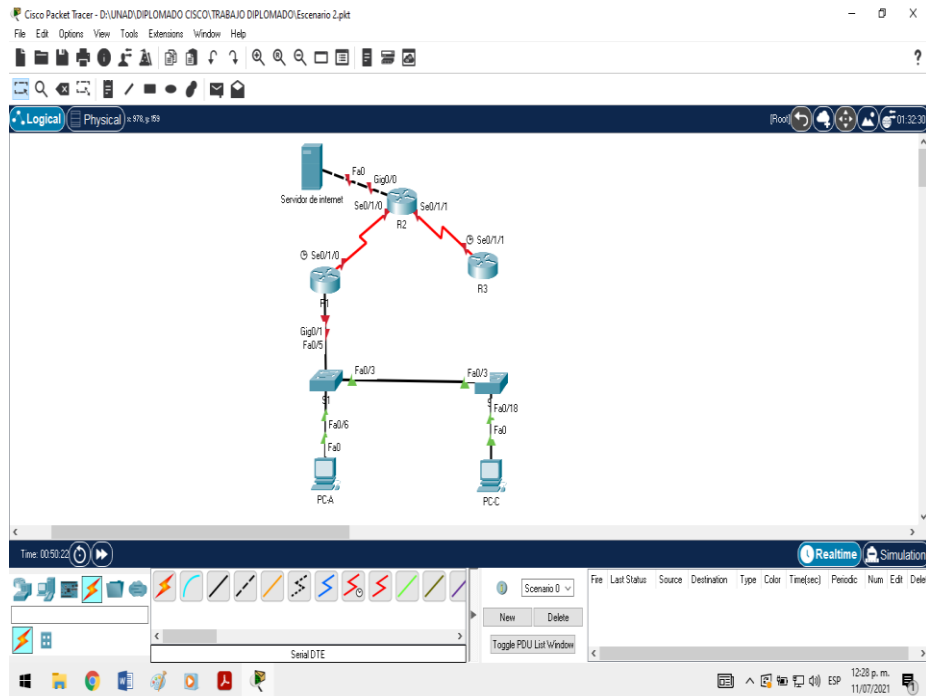 Cisco Packet Tracer - D:\UNAD\DIPLOMADO CISCO\TRABAJO DIPLOMADO\Escenario 2.pkt
File Edit Options View Tools Extensions Window Help
?
Logical Physical x: 978, y: 159 [Root] 01:32:30
Fa0
Gig0/0
Servidor de internet
Se0/1/0 Se0/1/1
R2
Se0/1/1
Se0/1/0
R3
R1
Gig0/1
Fa0/5
Fa0/3 Fa0/3
S1 S
Fa0/18
Fa0/6
Fa0
Fa0
PC-A PC-C
Time: 00:50:22 Realtime Simulation
Scenario 0 Fire Last Status Source Destination Type Color Time(sec) Periodic Num Edit Dele
New Delete
Toggle PDU List Window
Serial DTE
ESP 12:28 p. m.
11/07/2021
1